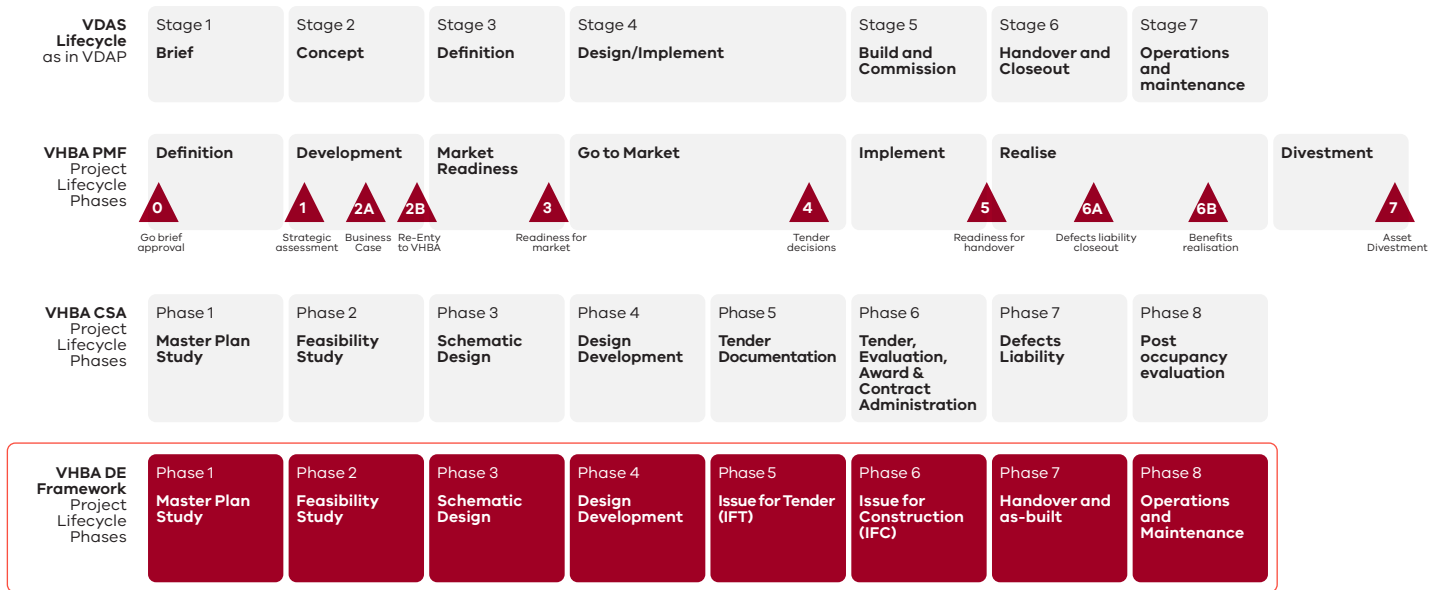 VDAS
Lifecycle
as in VDAP
Stage 1
Brief
Stage 2
Concept
Stage 3
Definition
Stage 4
Design/Implement
Stage 5
Build and
Commission
Stage 6
Handover and
Closeout
Stage 7
Operations
and
maintenance
VHBA PMF
Project
Lifecycle
Phases
Definition
Development
Market
Readiness
Go to Market
Implement
Realise
Divestment
0
Go brief
approval
1
Strategic
assessment
2A
Business
Case
2B
Re-Enty
to VHBA
3
Readiness for
market
4
Tender
decisions
5
Readiness for
handover
6A
Defects liability
closeout
6B
Benefits
realisation
7
Asset
Divestment
VHBA CSA
Project
Lifecycle
Phases
Phase 1
Master Plan
Study
Phase 2
Feasibility
Study
Phase 3
Schematic
Design
Phase 4
Design
Development
Phase 5
Tender
Documentation
Phase 6
Tender,
Evaluation,
Award &
Contract
Administration
Phase 7
Defects
Liability
Phase 8
Post
occupancy
evaluation
VHBA DE
Framework
Project
Lifecycle
Phases
Phase 1
Master Plan
Study
Phase 2
Feasibility
Study
Phase 3
Schematic
Design
Phase 4
Design
Development
Phase 5
Issue for Tender
(IFT)
Phase 6
Issue for
Construction
(IFC)
Phase 7
Handover and
as-built
Phase 8
Operations
and
Maintenance